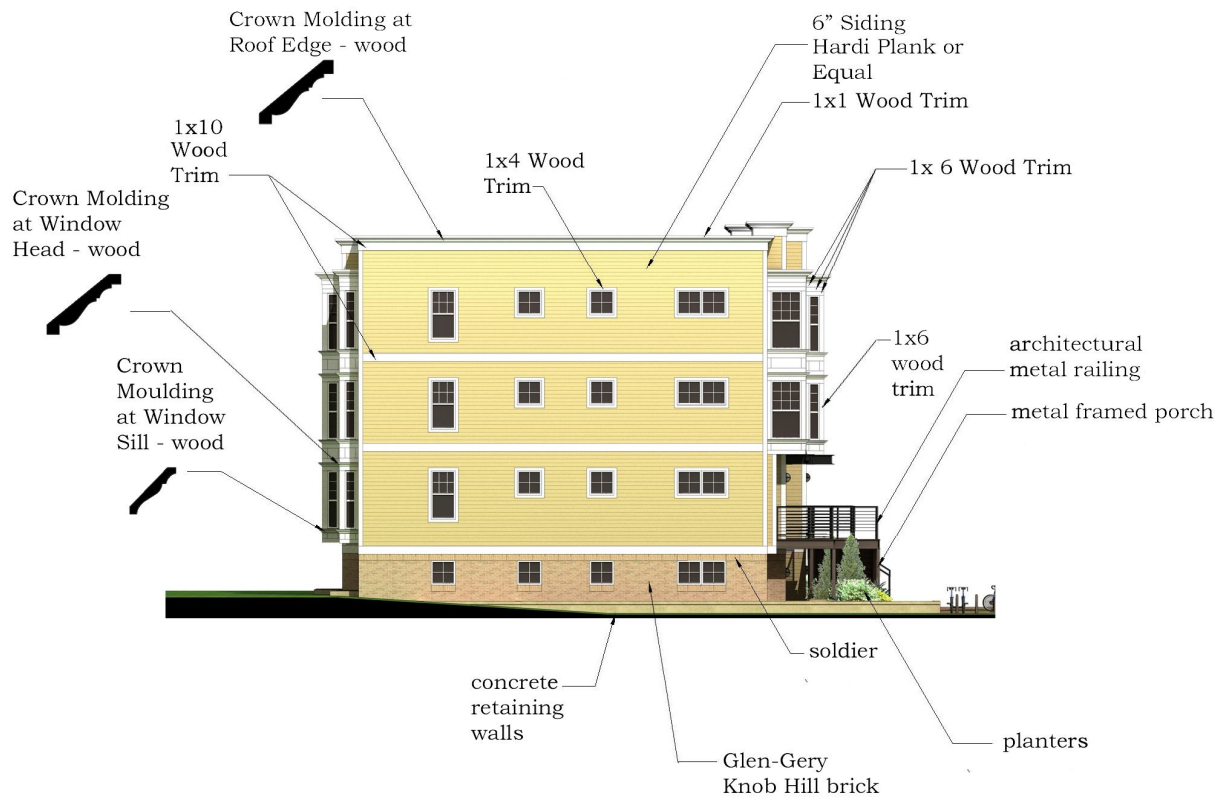 Crown Molding at
Roof Edge - wood
6” Siding
Hardi Plank or
Equal
1x1 Wood Trim
1x10
Wood
Trim
1x4 Wood
Trim
1x 6 Wood Trim
Crown Molding
at Window
Head - wood
1x6
wood
trim
architectural
metal railing
metal framed porch
Crown
Moulding
at Window
Sill - wood
soldier
concrete
retaining
walls
planters
Glen-Gery
Knob Hill brick